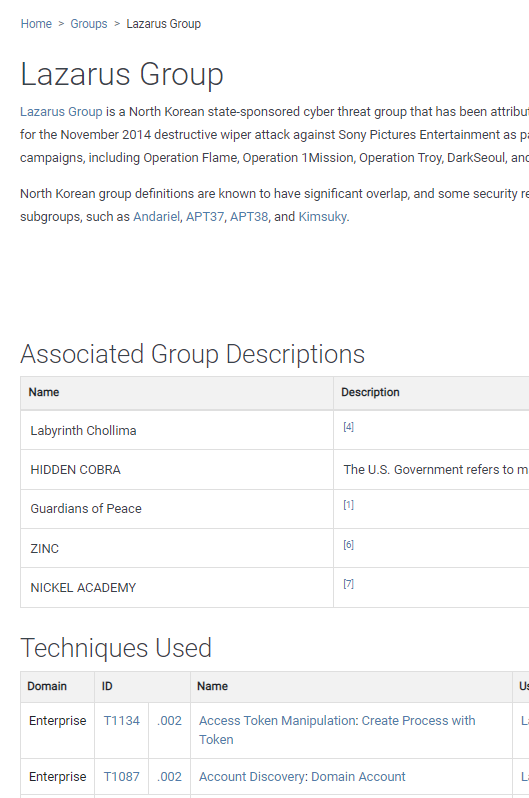 Home > Groups > Lazarus Group
Lazarus Group
Lazarus Group is a North Korean state-sponsored cyber threat group that has been
for the November 2014 destructive wiper attack against Sony Pictures Entertainment as
campaigns, including Operation Flame, Operation 1Mission, Operation Troy, DarkSeoul,
North Korean group definitions are known to have significant overlap, and some security
subgroups, such as Andariel, APT37, APT38, and Kimsuky.
Associated Group Descriptions
Name Description
Labyrinth Chollima [4]
HIDDEN COBRA The U.S. Government refers to
Guardians of Peace [1]
ZINC [6]
NICKEL ACADEMY [7]
Techniques Used
Domain ID Name
Enterprise T1134 .002 Access Token Manipulation: Create Process with
Token
Enterprise T1087 .002 Account Discovery: Domain Account